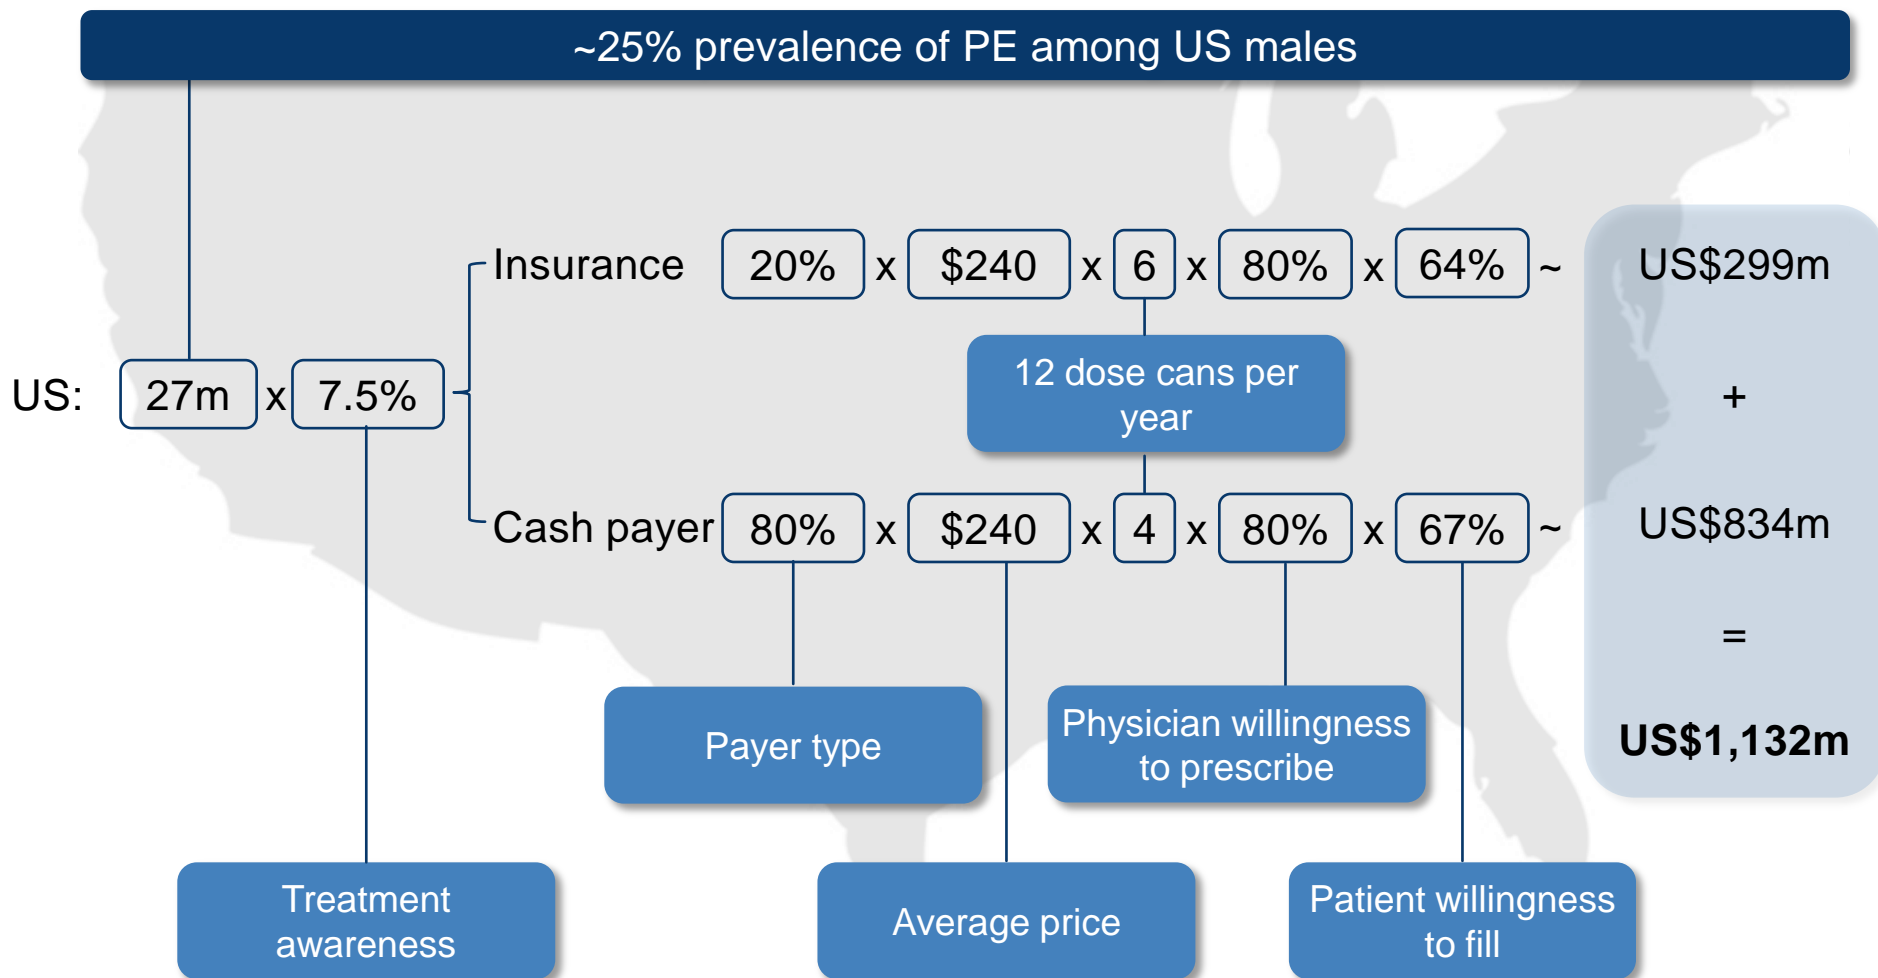 ~25% prevalence of PE among US males
Insurance 20% x $240 x 6 x 80% x 64% ~ US$299m
12 dose cans per
year
US: 27m x 7.5% +
Cash payer 80% x $240 x 4 x 80% x 67% ~ US$834m
=
Payer type
Physician willingness
to prescribe
US$1,132m
Treatment
awareness
Average price
Patient willingness
to fill